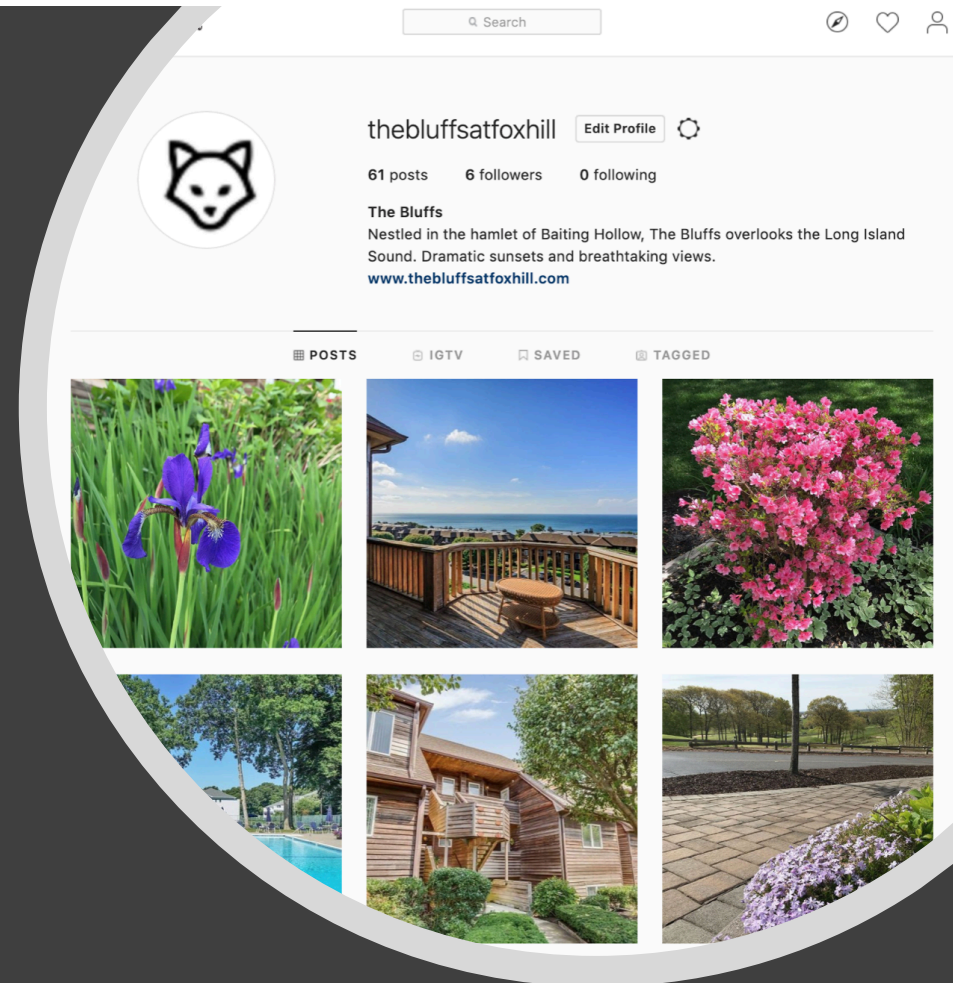 Search
thebluffsatfoxhill Edit Profile
61 posts 6 followers 0 following
The Bluffs
Nestled in the hamlet of Baiting Hollow, The Bluffs overlooks the Long Island
Sound. Dramatic sunsets and breathtaking views.
www.thebluffsatfoxhill.com
POSTS IGTV SAVED TAGGED